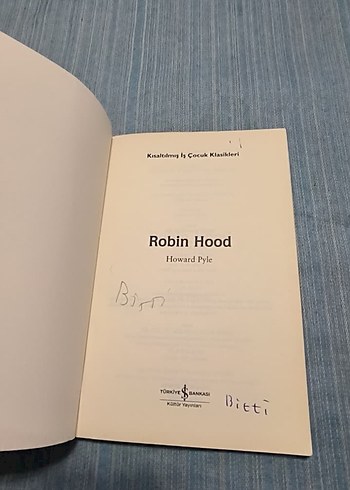 Kısaltılmış İş Çocuk Klasikleri
Robin Hood
Howard Pyle
Bitti
TÜRKİYE İŞ BANKASI
Kültür Yayınları
Bitti